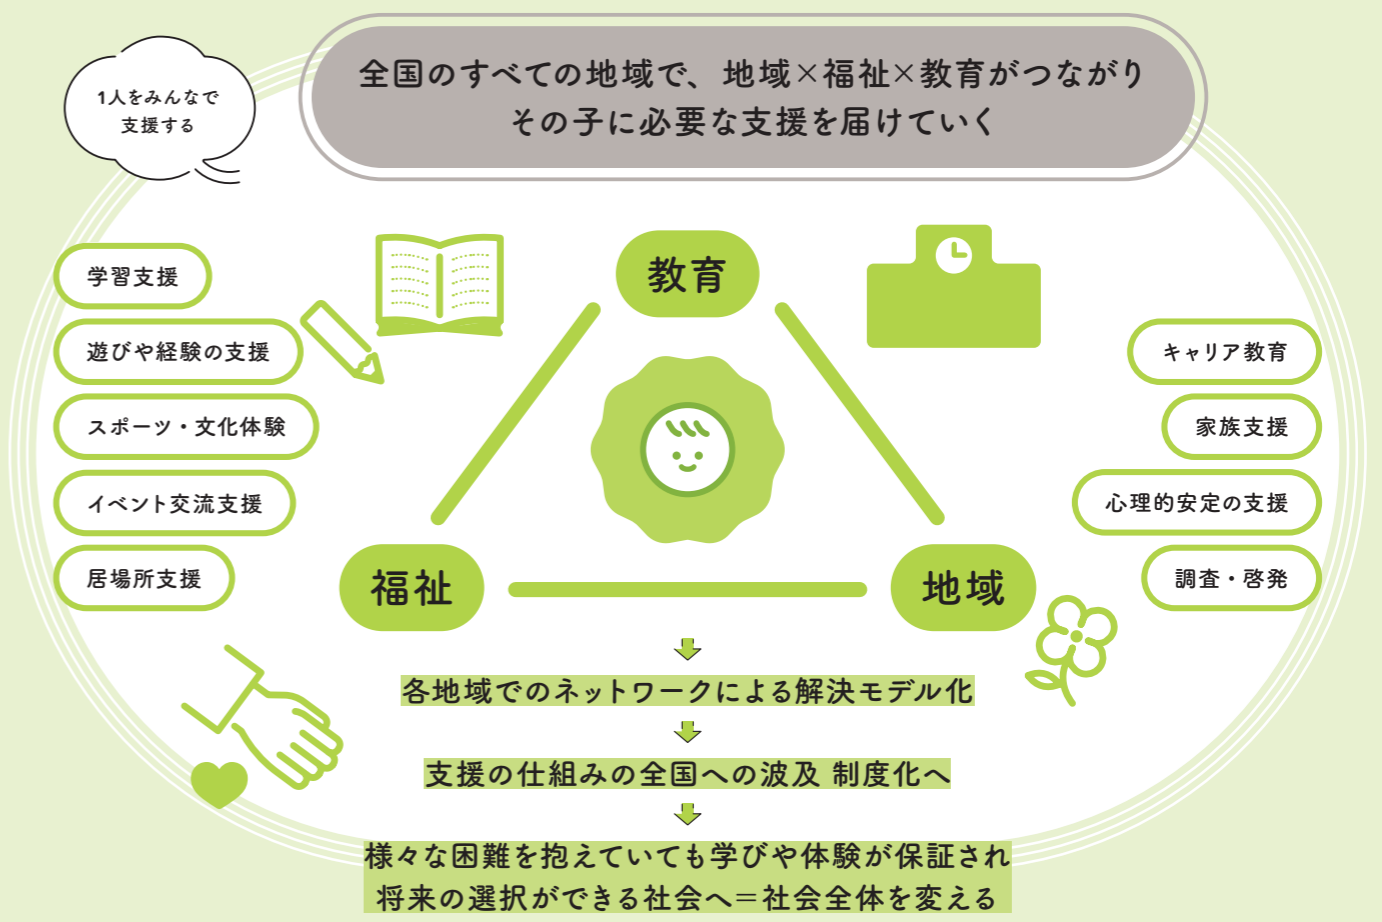 1人をみんなで
支援する
全国のすべての地域で、地域×福祉×教育がつながり
その子に必要な支援を届けていく
学習支援
遊びや経験の支援
スポーツ・文化体験
イベント交流支援
居場所支援
教育
福祉
地域
キャリア教育
家族支援
心理的安定の支援
調査・啓発
各地域でのネットワークによる解決モデル化
支援の仕組みの全国への波及 制度化へ
様々な困難を抱えていても学びや体験が保証され
将来の選択ができる社会へ＝社会全体を変える